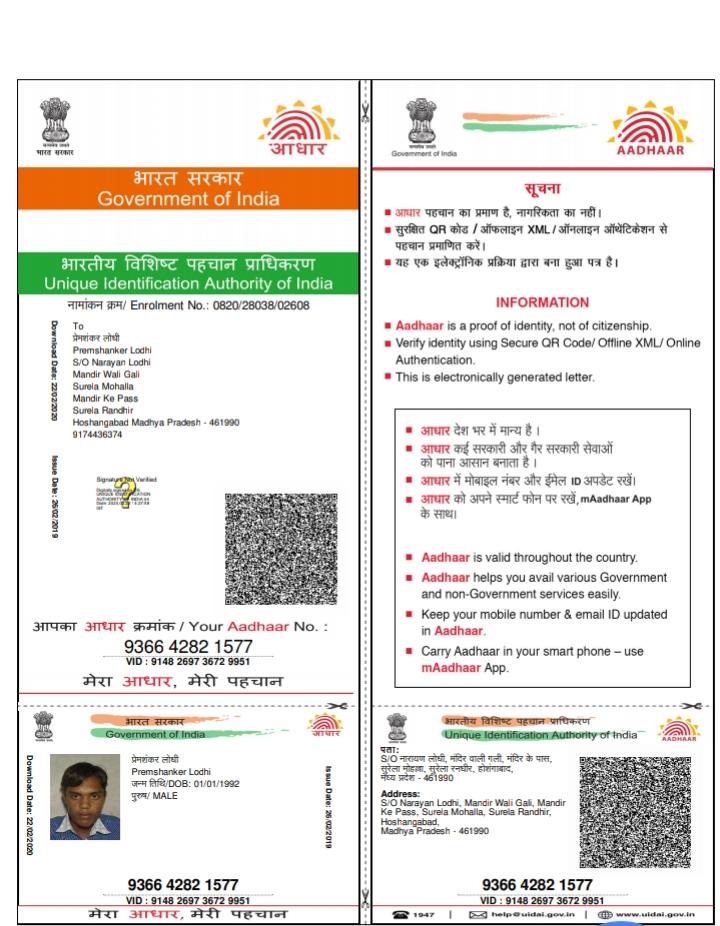 सत्यमेव जयते
भारत सरकार
आधार
भारत सरकार
Government of India
भारतीय विशिष्ट पहचान प्राधिकरण
Unique Identification Authority of India
नामांकन क्रम/ Enrolment No.: 0820/28038/02608
Download Date: 22/02/2020
To
प्रेमशंकर लोधी
Premshanker Lodhi
S/O Narayan Lodhi
Mandir Wali Gali
Surela Mohalla
Mandir Ke Pass
Surela Randhir
Hoshangabad Madhya Pradesh - 461990
9174436374
Issue Date: 26/02/2019
Signature Not Verified
आपका आधार क्रमांक / Your Aadhaar No. :
9366 4282 1577
VID : 9148 2697 3672 9951
मेरा आधार, मेरी पहचान
Government of India
AADHAAR
सूचना
■ आधार पहचान का प्रमाण है, नागरिकता का नहीं।
■ सुरक्षित QR कोड / ऑफलाइन XML / ऑनलाइन ऑथेंटिकेशन से
पहचान प्रमाणित करें।
■ यह एक इलेक्ट्रॉनिक प्रक्रिया द्वारा बना हुआ पत्र है।
INFORMATION
■ Aadhaar is a proof of identity, not of citizenship.
■ Verify identity using Secure QR Code/ Offline XML/ Online
Authentication.
■ This is electronically generated letter.
■ आधार देश भर में मान्य है ।
■ आधार कई सरकारी और गैर सरकारी सेवाओं
को पाना आसान बनाता है ।
■ आधार में मोबाइल नंबर और ईमेल ID अपडेट रखें।
■ आधार को अपने स्मार्ट फोन पर रखें, mAadhaar App
के साथ।
■ Aadhaar is valid throughout the country.
■ Aadhaar helps you avail various Government
and non-Government services easily.
■ Keep your mobile number & email ID updated
in Aadhaar.
■ Carry Aadhaar in your smart phone – use
mAadhaar App.
भारत सरकार
Government of India
आधार
Download Date: 22/02/2020
प्रेमशंकर लोधी
Premshanker Lodhi
जन्म तिथि/DOB: 01/01/1992
पुरुष/ MALE
Issue Date: 26/02/2019
9366 4282 1577
VID : 9148 2697 3672 9951
मेरा आधार, मेरी पहचान
भारतीय विशिष्ट पहचान प्राधिकरण
Unique Identification Authority of India
AADHAAR
पता:
S/O नारायण लोधी, मंदिर वाली गली, मंदिर के पास,
सुरेला मोहल्ला, सुरेला रनधीर, होशंगाबाद,
मध्य प्रदेश - 461990
Address:
S/O Narayan Lodhi, Mandir Wali Gali, Mandir
Ke Pass, Surela Mohalla, Surela Randhir,
Hoshangabad,
Madhya Pradesh - 461990
9366 4282 1577
VID : 9148 2697 3672 9951
1947 | help@uidai.gov.in | www.uidai.gov.in